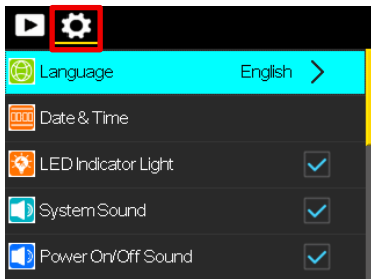 Language English
Date & Time
LED Indicator Light
System Sound
Power On/Off Sound